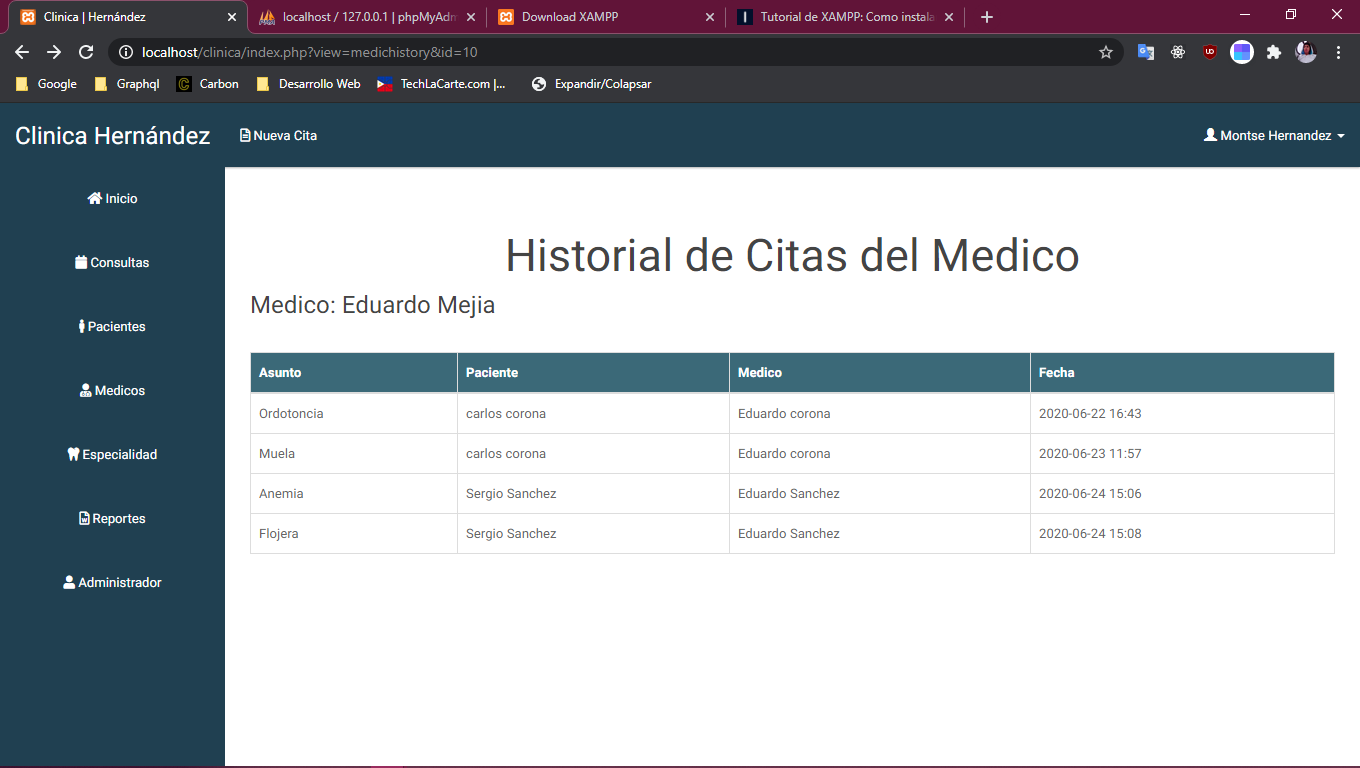 Clinica | Hernández
localhost / 127.0.0.1 | phpMyAdm
Download XAMPP
Tutorial de XAMPP: Como instala
localhost/clinica/index.php?view=medichistory&id=10
Google
Graphql
Carbon
Desarrollo Web
TechLaCarte.com |...
Expandir/Colapsar
Clinica Hernández
Nueva Cita
Montse Hernandez
Inicio
Consultas
Pacientes
Medicos
Especialidad
Reportes
Administrador
Historial de Citas del Medico
Medico: Eduardo Mejia
Asunto Paciente Medico Fecha
Ordotoncia carlos corona Eduardo corona 2020-06-22 16:43
Muela carlos corona Eduardo corona 2020-06-23 11:57
Anemia Sergio Sanchez Eduardo Sanchez 2020-06-24 15:06
Flojera Sergio Sanchez Eduardo Sanchez 2020-06-24 15:08